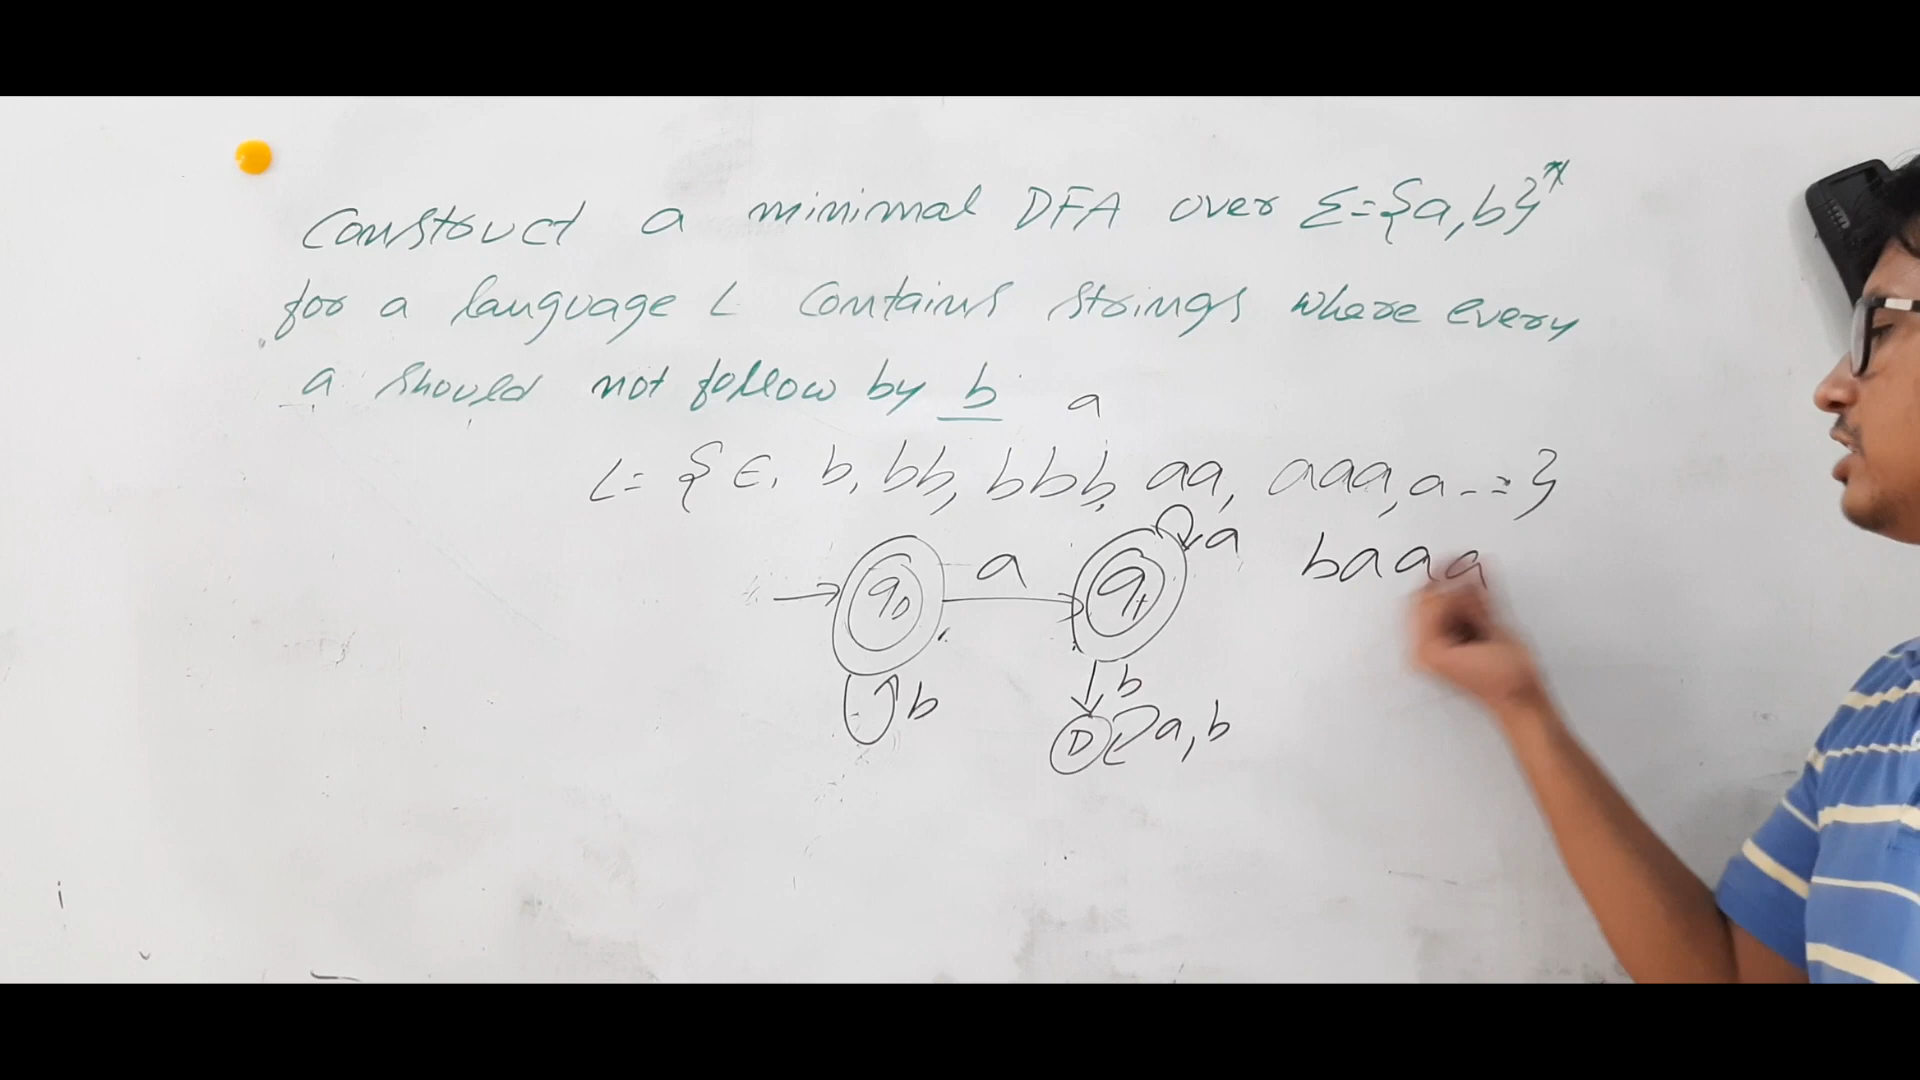 Construct a minimal DFA over Σ={a,b}*
for a language L contains strings where every
a should not follow by b
a
L= {ϵ, b, bb, bbb, aa, aaa, a -- }
a
baaa
a
q0
q1
b
b
D
a,b